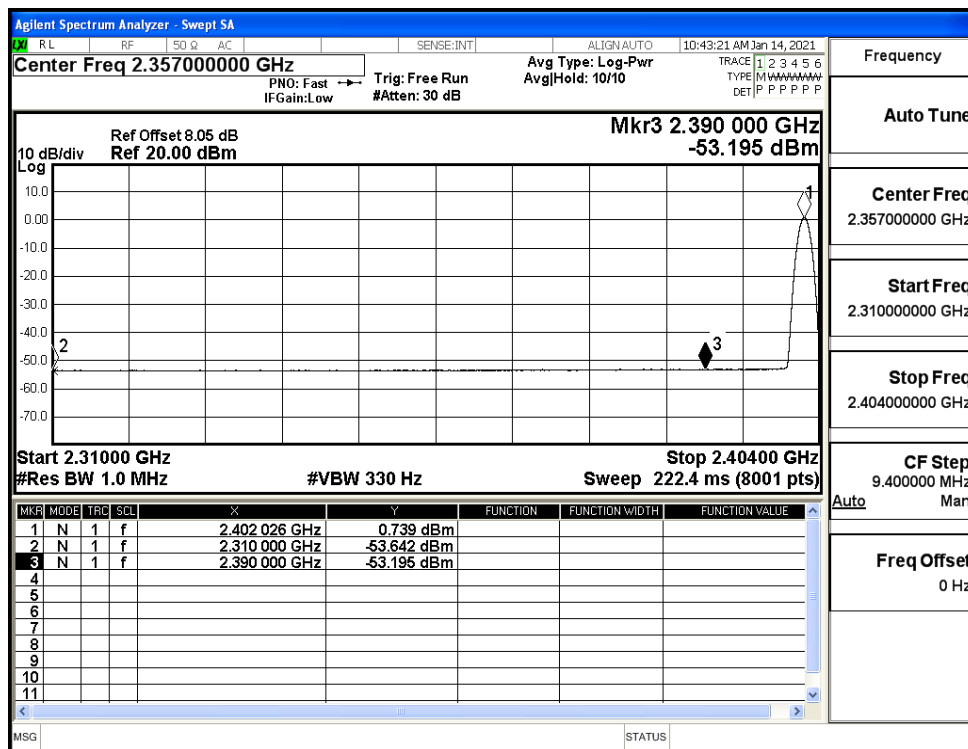 Agilent Spectrum Analyzer - Swept SA
LXI RL RF 50 Ω AC SENSE:INT ALIGN AUTO 10:43:21 AM Jan 14, 2021
Center Freq 2.357000000 GHz
PNO: Fast
IFGain:Low
Trig: Free Run
#Atten: 30 dB
Avg Type: Log-Pwr
Avg|Hold: 10/10
TRACE 1 2 3 4 5 6
TYPE M W W W W W
DET P P P P P P
Ref Offset 8.05 dB
10 dB/div Ref 20.00 dBm
Log
Mkr3 2.390 000 GHz
-53.195 dBm
10.0
0.00
-10.0
-20.0
-30.0
-40.0
-50.0
-60.0
-70.0
1
2
3
Start 2.31000 GHz Stop 2.40400 GHz
#Res BW 1.0 MHz #VBW 330 Hz Sweep 222.4 ms (8001 pts)
MKR MODE TRC SCL X Y FUNCTION FUNCTION WIDTH FUNCTION VALUE
1 N 1 f 2.402 026 GHz 0.739 dBm
2 N 1 f 2.310 000 GHz -53.642 dBm
3 N 1 f 2.390 000 GHz -53.195 dBm
4
5
6
7
8
9
10
11
MSG STATUS
Frequency
Auto Tune
Center Freq
2.357000000 GHz
Start Freq
2.310000000 GHz
Stop Freq
2.404000000 GHz
CF Step
9.400000 MHz
Auto Man
Freq Offset
0 Hz